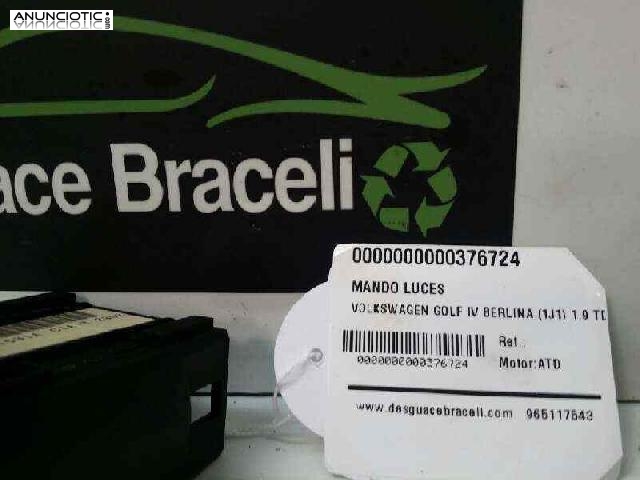 ANUNCIOTIC
ace Braceli
0000000000376724
MANDO LUCES
VOLKSWAGEN GOLF IV BERLINA (1J1) 1.9 TD
Ref.:
0000000000376724
Motor:ATD
www.desguacebraceli.com 965117543